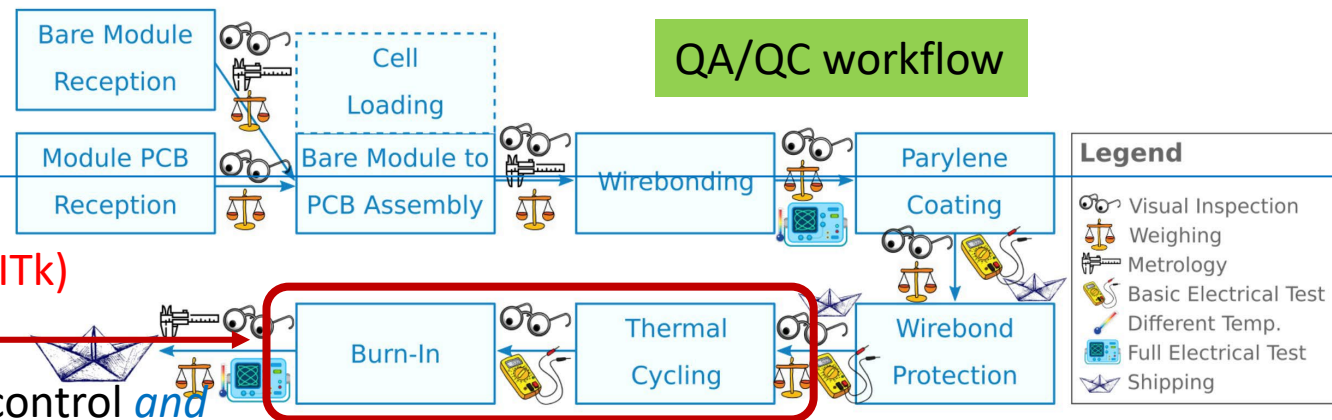 QA/QC workflow
Bare Module
Reception
Cell
Loading
Module PCB
Reception
Bare Module to
PCB Assembly
Wirebonding
Parylene
Coating
Legend
Visual Inspection
Weighing
Metrology
Basic Electrical Test
Different Temp.
Full Electrical Test
Shipping
ITk)
Burn-In
Thermal
Cycling
Wirebond
Protection
control and